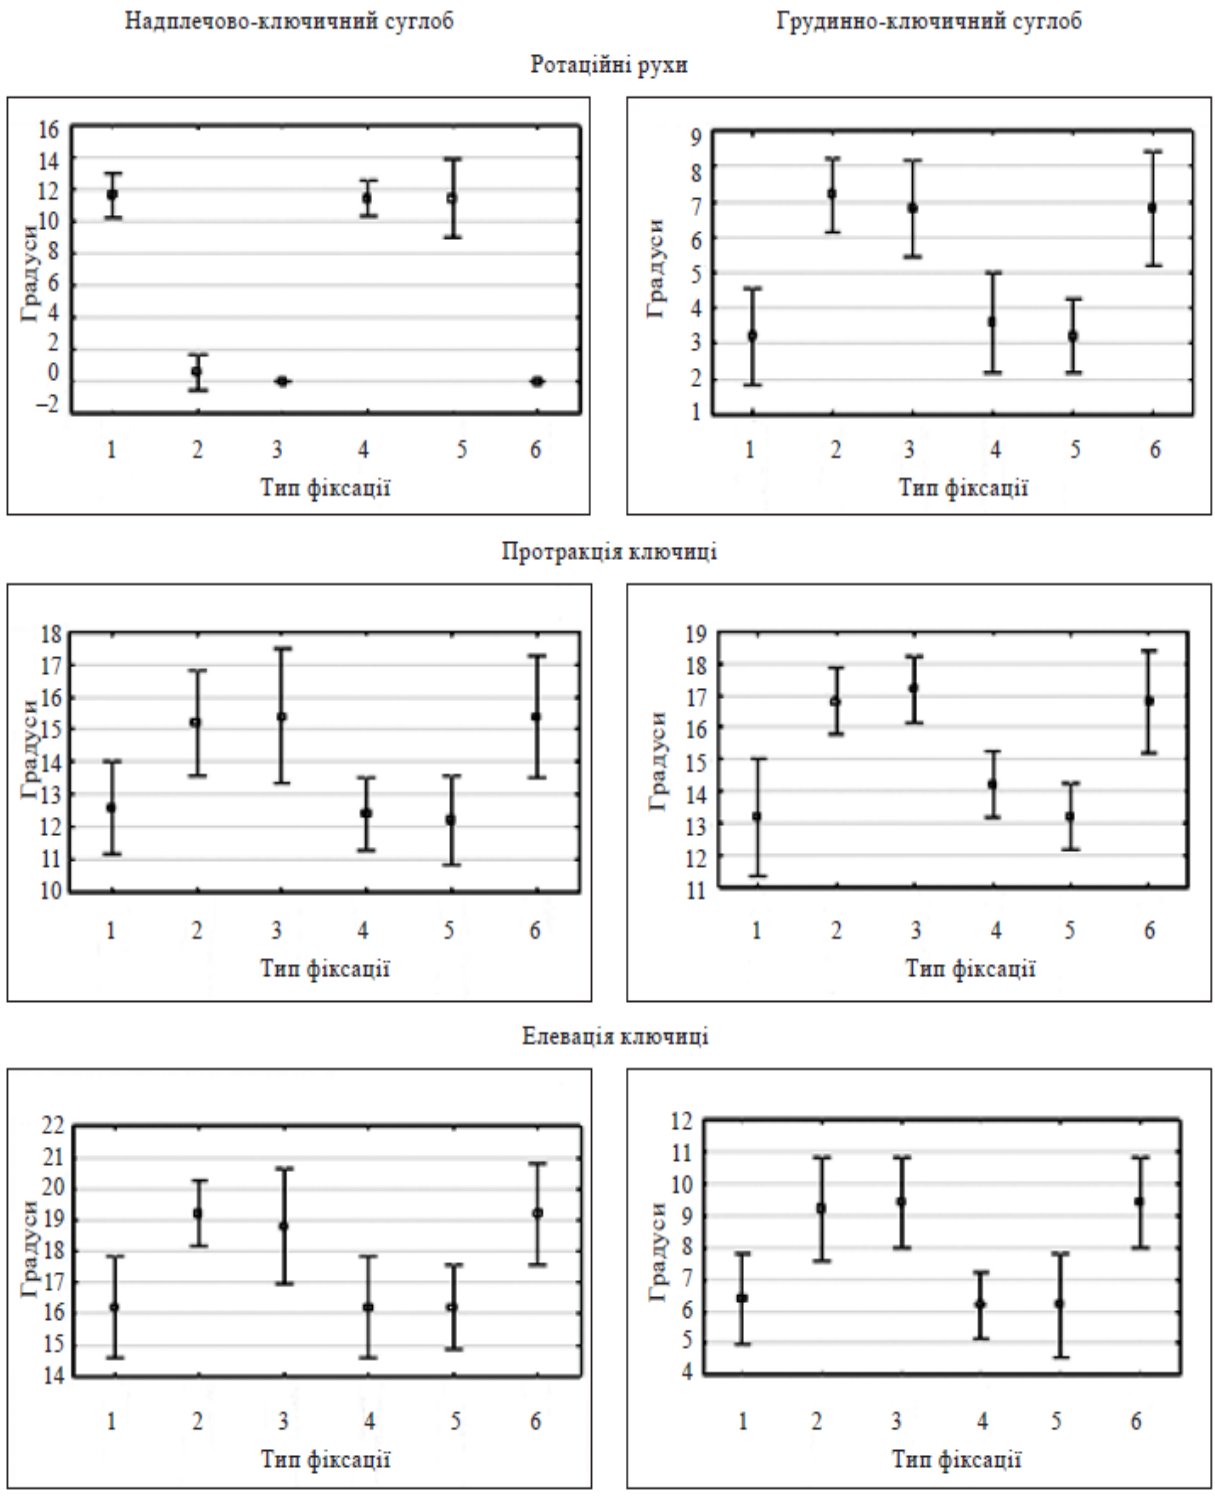 Надплечово-ключичний суглоб
Грудинно-ключичний суглоб
Ротаційні рухи
Градуси
16
14
12
10
8
6
4
2
0
–2
1 2 3 4 5 6
Тип фіксації
Градуси
9
8
7
6
5
4
3
2
1
1 2 3 4 5 6
Тип фіксації
Протракція ключиці
Градуси
18
17
16
15
14
13
12
11
10
1 2 3 4 5 6
Тип фіксації
Градуси
19
18
17
16
15
14
13
12
11
1 2 3 4 5 6
Тип фіксації
Елевація ключиці
Градуси
22
21
20
19
18
17
16
15
14
1 2 3 4 5 6
Тип фіксації
Градуси
12
11
10
9
8
7
6
5
4
1 2 3 4 5 6
Тип фіксації